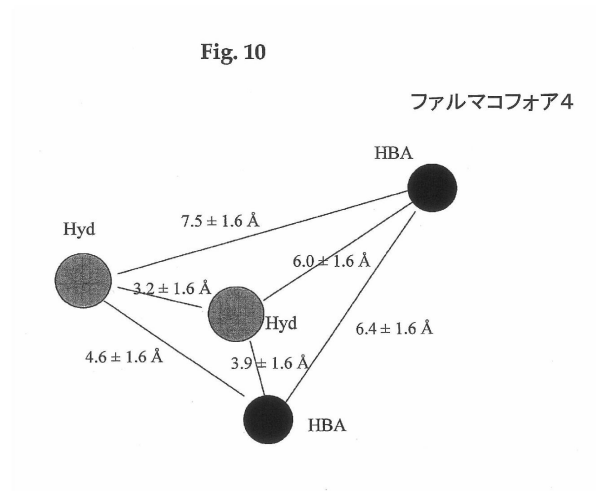 Fig. 10
ファルマコフォア4
HBA
7.5 ± 1.6 Å
Hyd
6.0 ± 1.6 Å
3.2 ± 1.6 Å
Hyd
6.4 ± 1.6 Å
4.6 ± 1.6 Å
3.9 ± 1.6 Å
HBA